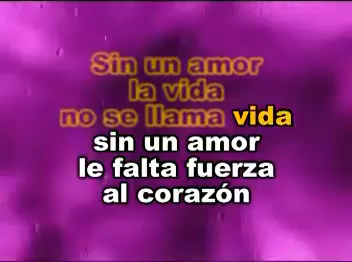 Sin un amor
la vida
no se llama vida
sin un amor
le falta fuerza
al corazón